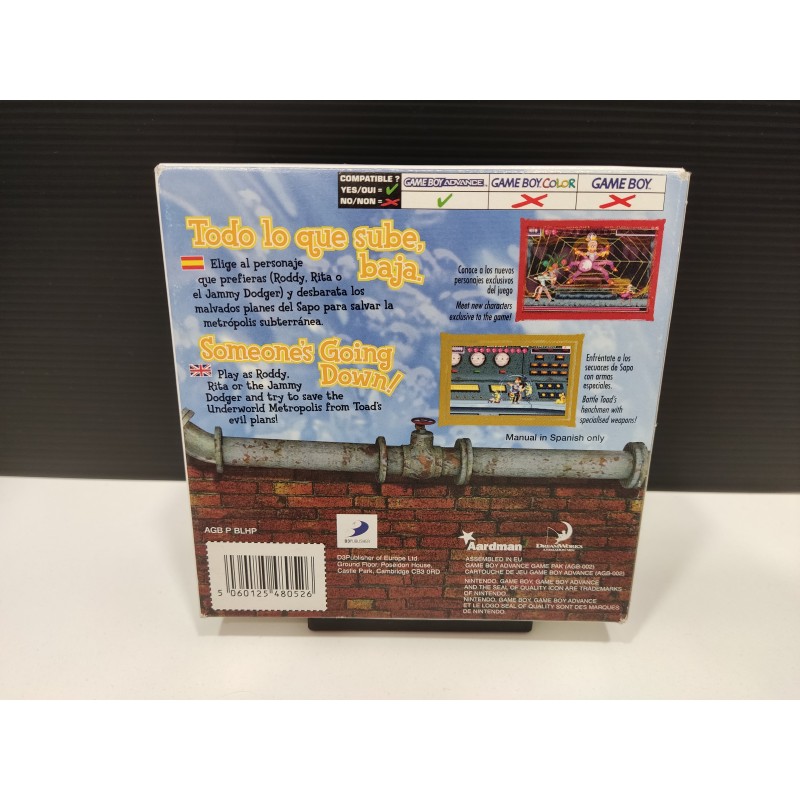 COMPATIBLE ?
YES/OUI =
NO/NON =
GAME BOY ADVANCE
GAME BOY COLOR
GAME BOY
Todo lo que sube,
baja.
Elige al personaje
que prefieras (Roddy, Rita o
el Jammy Dodger) y desbarata los
malvados planes del Sapo para salvar la
metrópolis subterránea.
Conoce a los nuevos
personajes exclusivos
del juego
Meet new characters
exclusive to the game!
Someone's Going
Down!
Play as Roddy,
Rita or the Jammy
Dodger and try to save the
Underworld Metropolis from Toad's
evil plans!
Enfréntate a los
secuaces de Sapo
con armas
especiales.
Battle Toad's
henchmen with
specialised weapons!
Manual in Spanish only
AGB P BLHP
5 060125 480526
D3PUBLISHER
D3Publisher of Europe Ltd
Ground Floor: Poseidon House,
Castle Park, Cambridge CB3 0RD
Aardman
DREAMWORKS
ASSEMBLED IN EU
GAME BOY ADVANCE GAME PAK (AGB-002)
CARTOUCHE DE JEU GAME BOY ADVANCE (AGB-002)
NINTENDO, GAME BOY, GAME BOY ADVANCE
AND THE SEAL OF QUALITY ICON ARE TRADEMARKS
OF NINTENDO.
NINTENDO, GAME BOY, GAME BOY ADVANCE
ET LE LOGO SEAL OF QUALITY SONT DES MARQUES
DE NINTENDO.